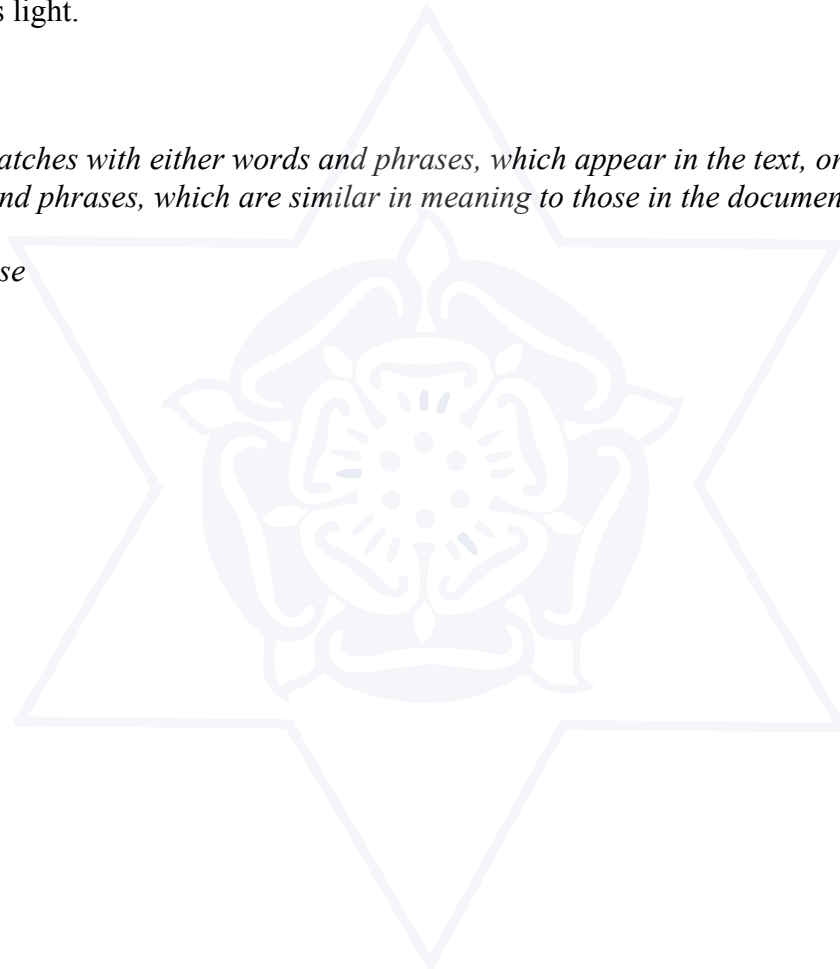 s light.
atches with either words and phrases, which appear in the text, or
nd phrases, which are similar in meaning to those in the documen
se